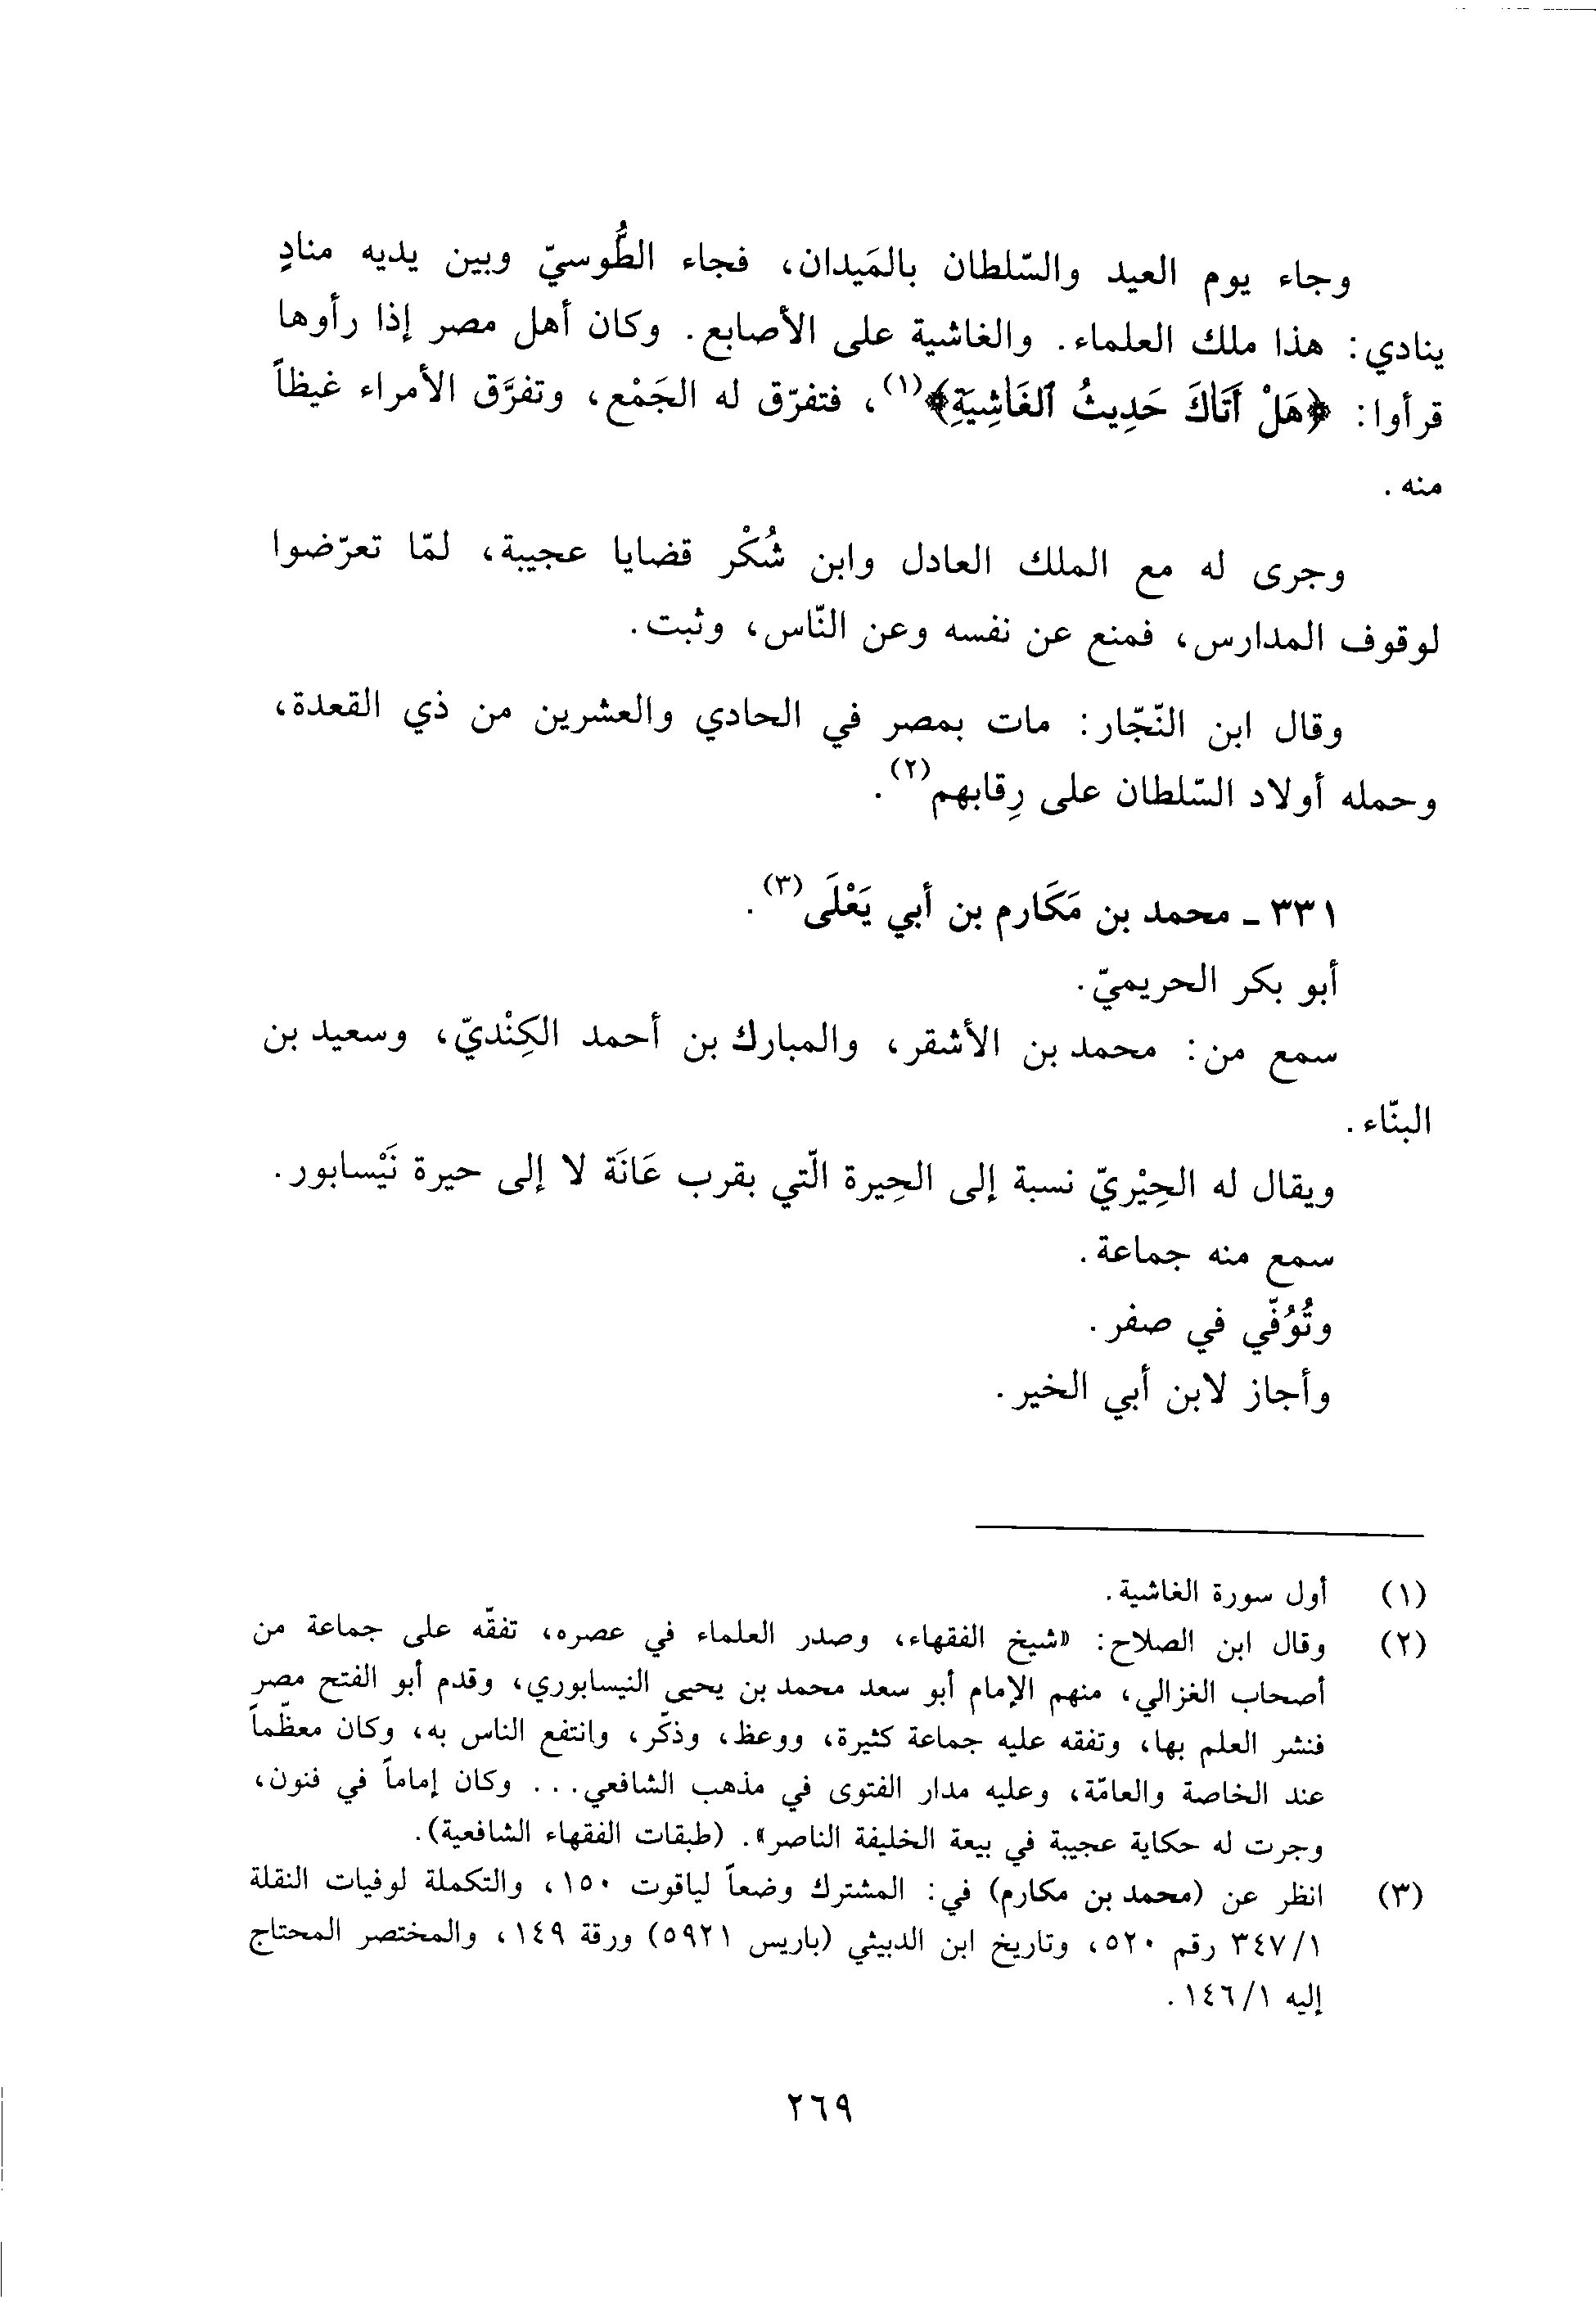 وجاء يوم العيد والسّلطان بالمَيدان، فجاء الطُّوسيّ وبين يديه منادٍ
ينادي: هذا ملك العلماء. والغاشية على الأصابع. وكان أهل مصر إذا رأوها
قرأوا: ﴿هَلْ أَتَاكَ حَدِيثُ ٱلغَاشِيَةِ﴾(١)، فتفرّق له الجَمْع، وتفرَّق الأمراء غيظاً
منه.
وجرى له مع الملك العادل وابن شُكْر قضايا عجيبة، لمّا تعرّضوا
لوقوف المدارس، فمنع عن نفسه وعن النّاس، وثبت.
وقال ابن النّجّار: مات بمصر في الحادي والعشرين من ذي القعدة،
وحمله أولاد السّلطان على رِقابهم(٢).
٣٣١ ـ محمد بن مَكَارم بن أبي يَعْلَى(٣).
أبو بكر الحريميّ.
سمع من: محمد بن الأشقر، والمبارك بن أحمد الكِنْديّ، وسعيد بن
البنّاء.
ويقال له الحِيْريّ نسبة إلى الحِيرة الّتي بقرب عَانَة لا إلى حيرة نَيْسابور.
سمع منه جماعة.
وتُوُفّي في صفر.
وأجاز لابن أبي الخير.
(١) أول سورة الغاشية.
(٢) وقال ابن الصلاح: «شيخ الفقهاء، وصدر العلماء في عصره، تفقّه على جماعة من
أصحاب الغزالي، منهم الإمام أبو سعد محمد بن يحيى النيسابوري، وقدم أبو الفتح مصر
فنشر العلم بها، وتفقه عليه جماعة كثيرة، ووعظ، وذكّر، وانتفع الناس به، وكان معظّماً
عند الخاصة والعامّة، وعليه مدار الفتوى في مذهب الشافعي... وكان إماماً في فنون،
وجرت له حكاية عجيبة في بيعة الخليفة الناصر». (طبقات الفقهاء الشافعية).
(٣) انظر عن (محمد بن مكارم) في: المشترك وضعاً لياقوت ١٥٠، والتكملة لوفيات النقلة
٣٤٧/١ رقم ٥٢٠، وتاريخ ابن الدبيثي (باريس ٥٩٢١) ورقة ١٤٩، والمختصر المحتاج
إليه ١٤٦/١.
٢٦٩